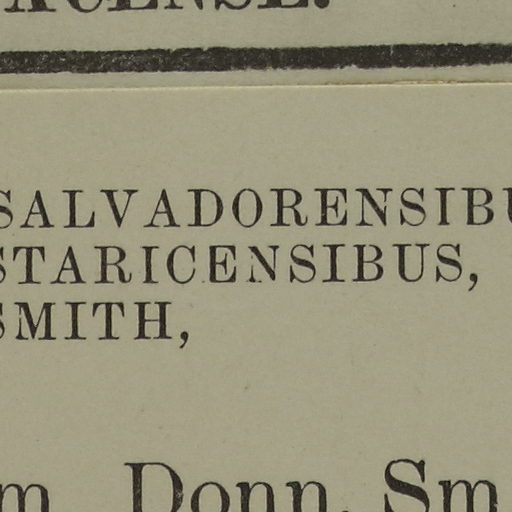 SALVADORENSIBU
STARICENSIBUS,
SMITH,
m Donn. Sm